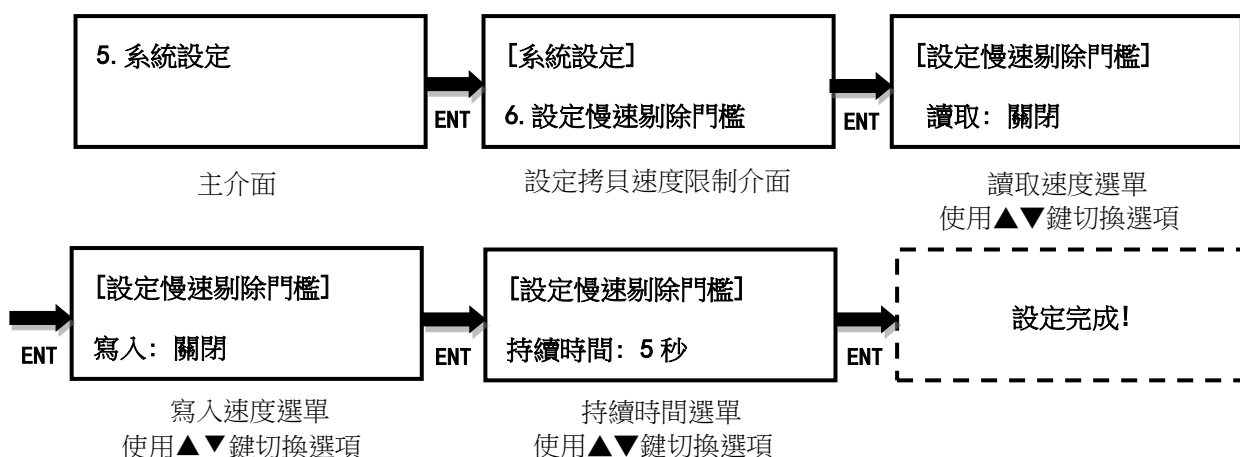 5. 系統設定
ENT
[系統設定]
6. 設定慢速剔除門檻
ENT
[設定慢速剔除門檻]
讀取: 關閉
主介面
設定拷貝速度限制介面
讀取速度選單
使用▲▼鍵切換選項
ENT
[設定慢速剔除門檻]
寫入: 關閉
ENT
[設定慢速剔除門檻]
持續時間: 5 秒
ENT
設定完成!
寫入速度選單
使用▲▼鍵切換選項
持續時間選單
使用▲▼鍵切換選項